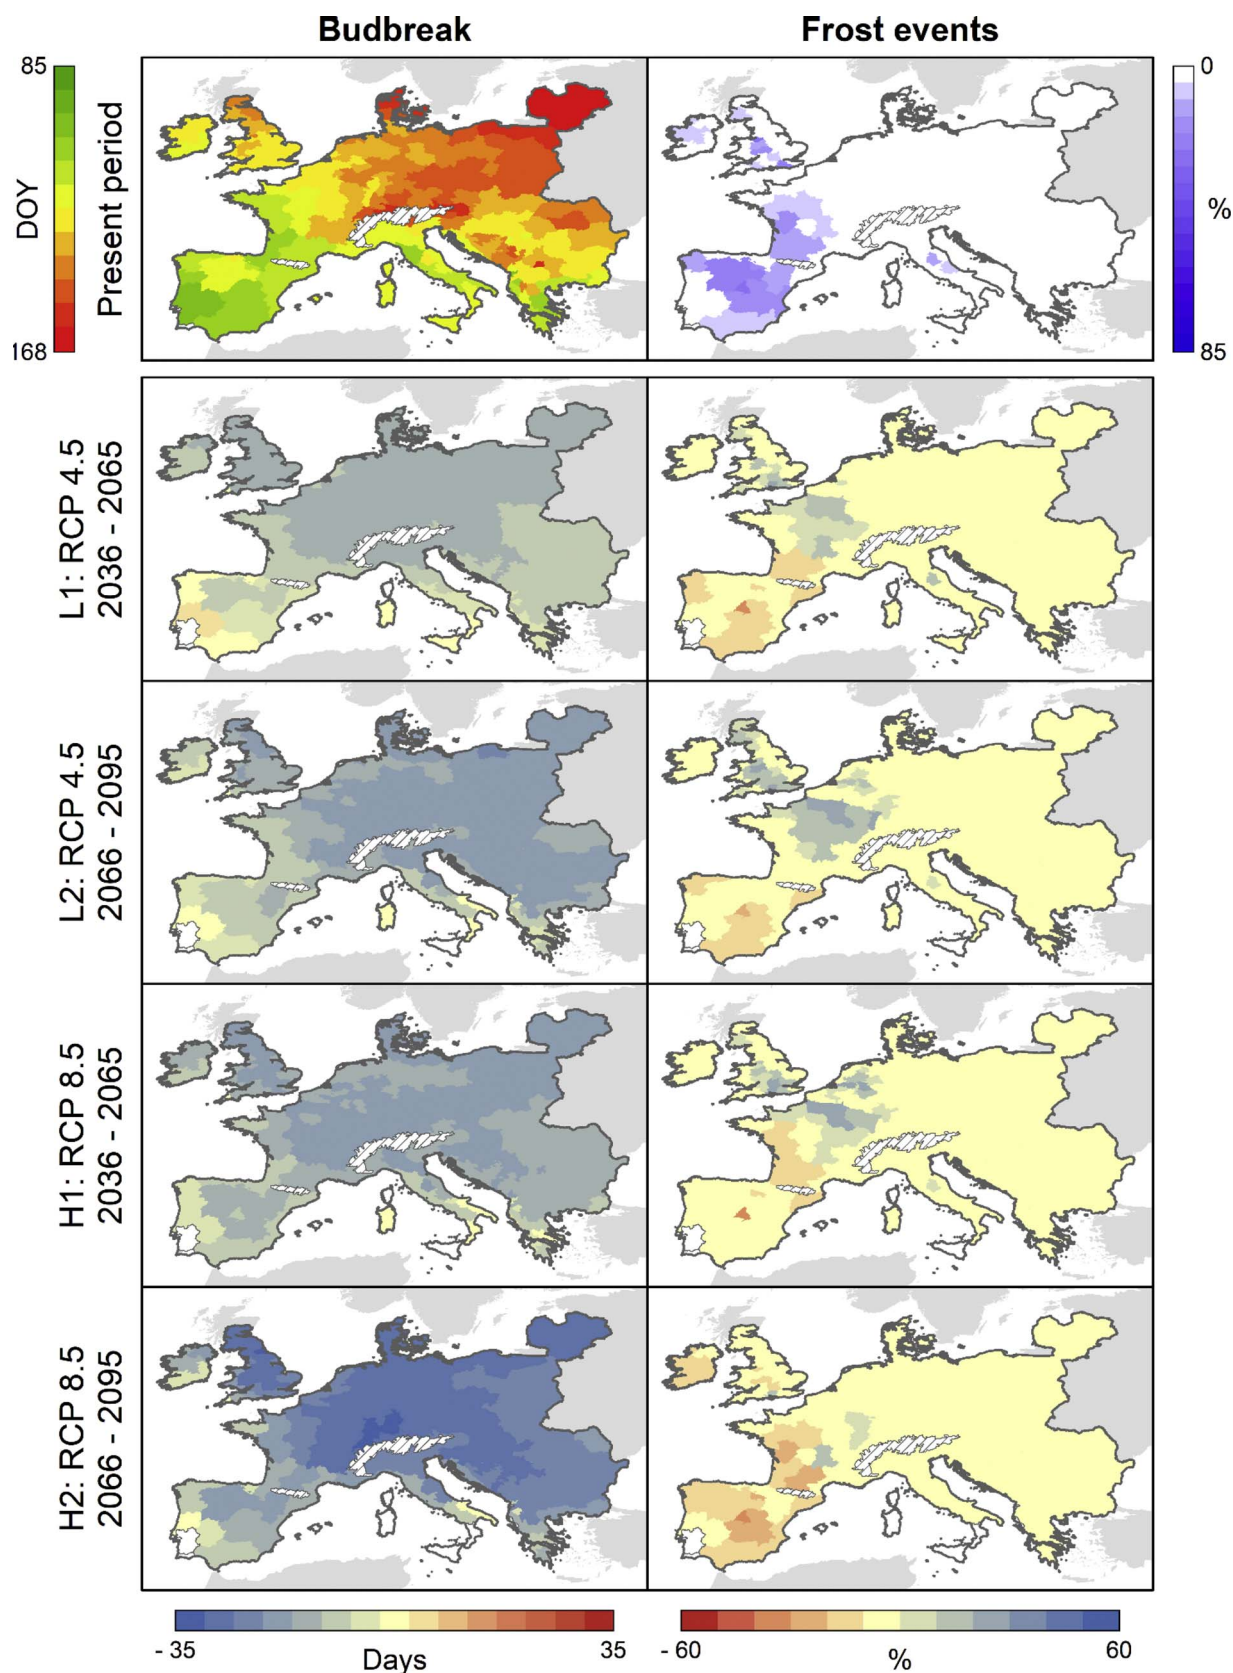 Budbreak
Frost events
85
DOY
168
Present period
0
%
85
L1: RCP 4.5
2036 - 2065
L2: RCP 4.5
2066 - 2095
H1: RCP 8.5
2036 - 2065
H2: RCP 8.5
2066 - 2095
- 35
Days
35
- 60
%
60